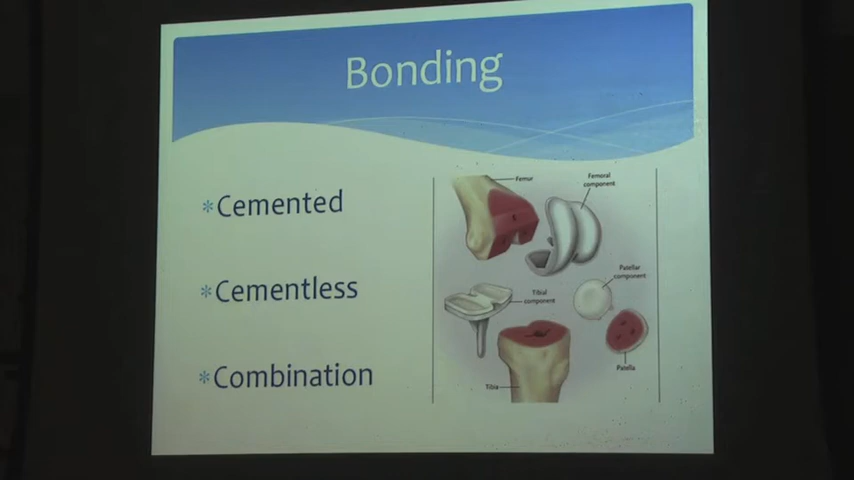 Bonding
*Cemented
*Cementless
*Combination
Femur
Femoral
component
Patellar
component
Tibial
component
Patella
Tibia